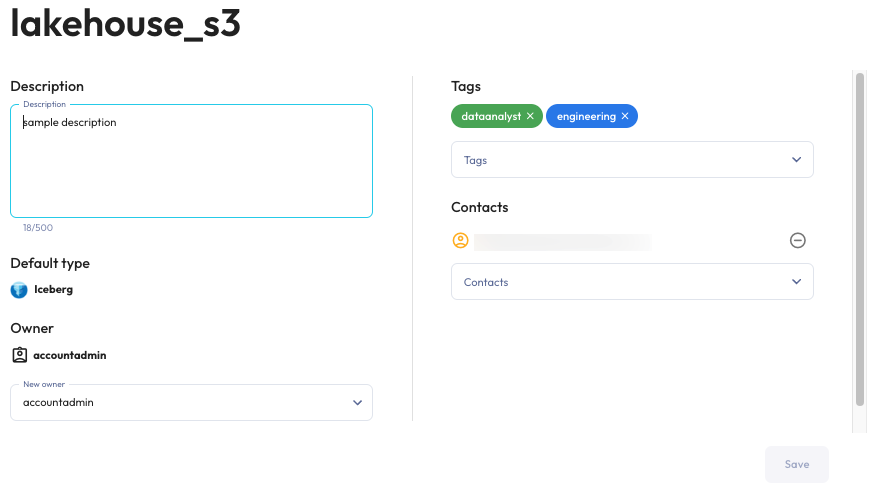 lakehouse_s3
Description
Description
sample description
18/500
Default type
Iceberg
Owner
accountadmin
New owner
accountadmin
Tags
dataanalyst
engineering
Tags
Contacts
Contacts
Save